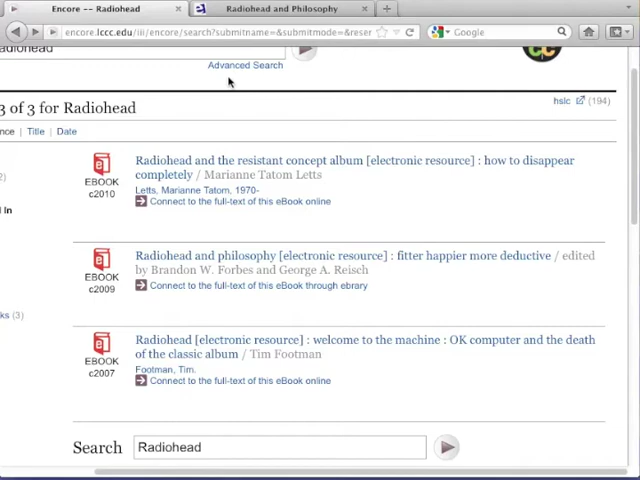 Encore -- Radiohead
Radiohead and Philosophy
encore.lccc.edu/iii/encore/search?submitname=&submitmode=&reser
Google
adiohead
Advanced Search
3 of 3 for Radiohead
hslc (194)
nce | Title | Date
Radiohead and the resistant concept album [electronic resource] : how to disappear
completely / Marianne Tatom Letts
EBOOK
c2010
Letts, Marianne Tatom, 1970-
Connect to the full-text of this eBook online
2)
d In
Radiohead and philosophy [electronic resource] : fitter happier more deductive / edited
by Brandon W. Forbes and George A. Reisch
EBOOK
c2009
Connect to the full-text of this eBook through ebrary
ks (3)
Radiohead [electronic resource] : welcome to the machine : OK computer and the death
of the classic album / Tim Footman
EBOOK
c2007
Footman, Tim.
Connect to the full-text of this eBook online
Search Radiohead